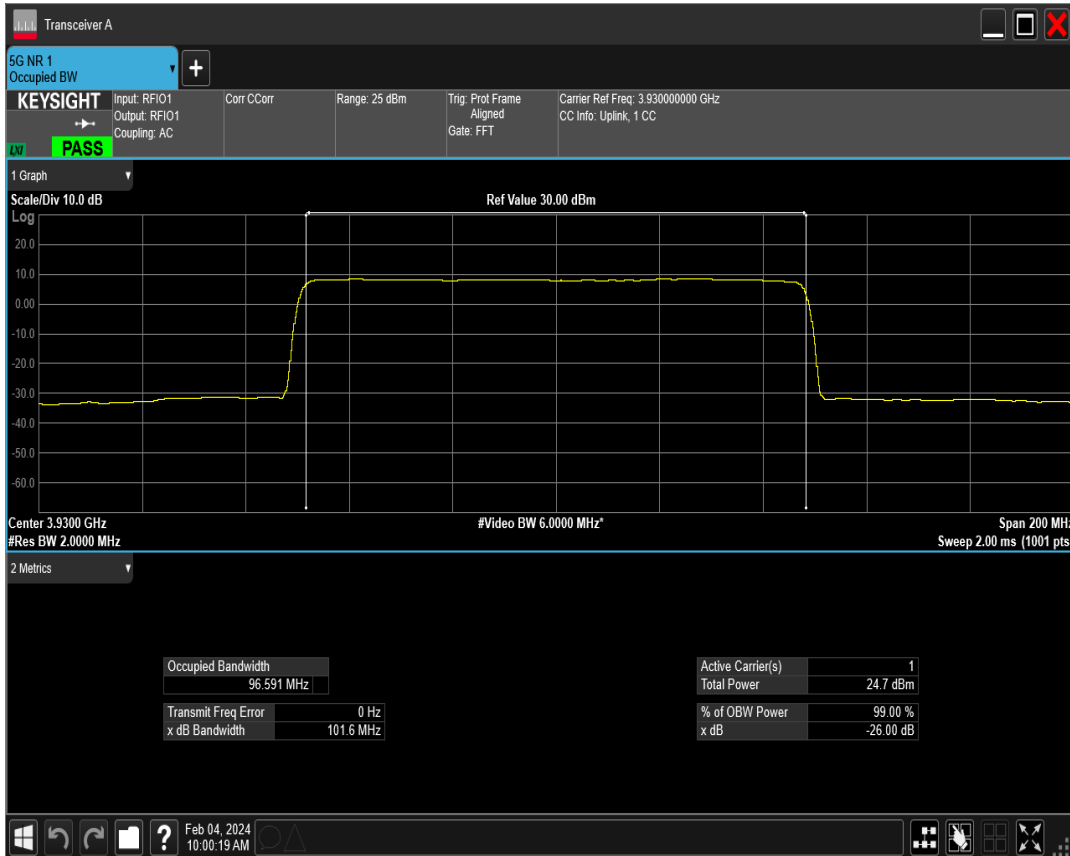 Transceiver A
5G NR 1
Occupied BW
+
KEYSIGHT
LXI
PASS
Input: RFIO1
Output: RFIO1
Coupling: AC
Corr CCorr
Range: 25 dBm
Trig: Prot Frame
Aligned
Gate: FFT
Carrier Ref Freq: 3.930000000 GHz
CC Info: Uplink, 1 CC
1 Graph
Scale/Div 10.0 dB
Ref Value 30.00 dBm
Log
20.0
10.0
0.00
-10.0
-20.0
-30.0
-40.0
-50.0
-60.0
Center 3.9300 GHz
#Video BW 6.0000 MHz*
Span 200 MHz
#Res BW 2.0000 MHz
Sweep 2.00 ms (1001 pts
2 Metrics
Occupied Bandwidth
96.591 MHz
Transmit Freq Error 0 Hz
x dB Bandwidth 101.6 MHz
Active Carrier(s) 1
Total Power 24.7 dBm
% of OBW Power 99.00 %
x dB -26.00 dB
?
Feb 04, 2024
10:00:19 AM